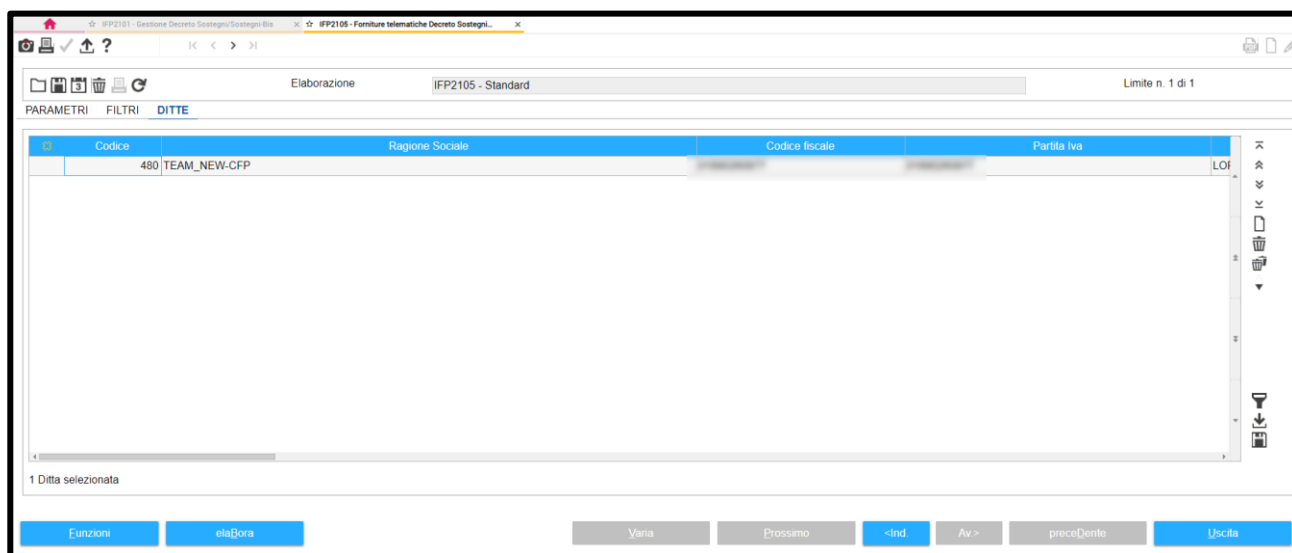 IFP2101 - Gestione Decreto Sostegni/Sostegni-Bis
IFP2105 - Forniture telematiche Decreto Sostegni...
Elaborazione IFP2105 - Standard Limite n. 1 di 1
PARAMETRI FILTRI DITTE
Codice Ragione Sociale Codice fiscale Partita Iva
480 TEAM_NEW-CFP
1 Ditta selezionata
Funzioni elaBora Varia Prossimo <Ind. Av.> preceDente Uscita